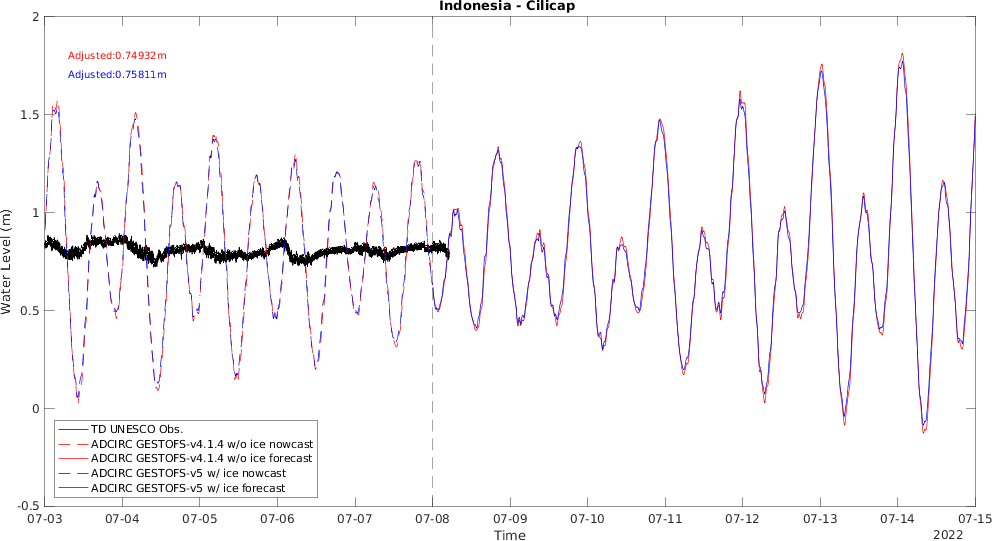 Indonesia - Cilicap
Adjusted:0.74932m
Adjusted:0.75811m
Water Level (m)
2
1.5
1
0.5
0
-0.5
TD UNESCO Obs.
ADCIRC GESTOFS-v4.1.4 w/o ice nowcast
ADCIRC GESTOFS-v4.1.4 w/o ice forecast
ADCIRC GESTOFS-v5 w/ ice nowcast
ADCIRC GESTOFS-v5 w/ ice forecast
07-03 07-04 07-05 07-06 07-07 07-08 07-09 07-10 07-11 07-12 07-13 07-14 07-15
Time
2022